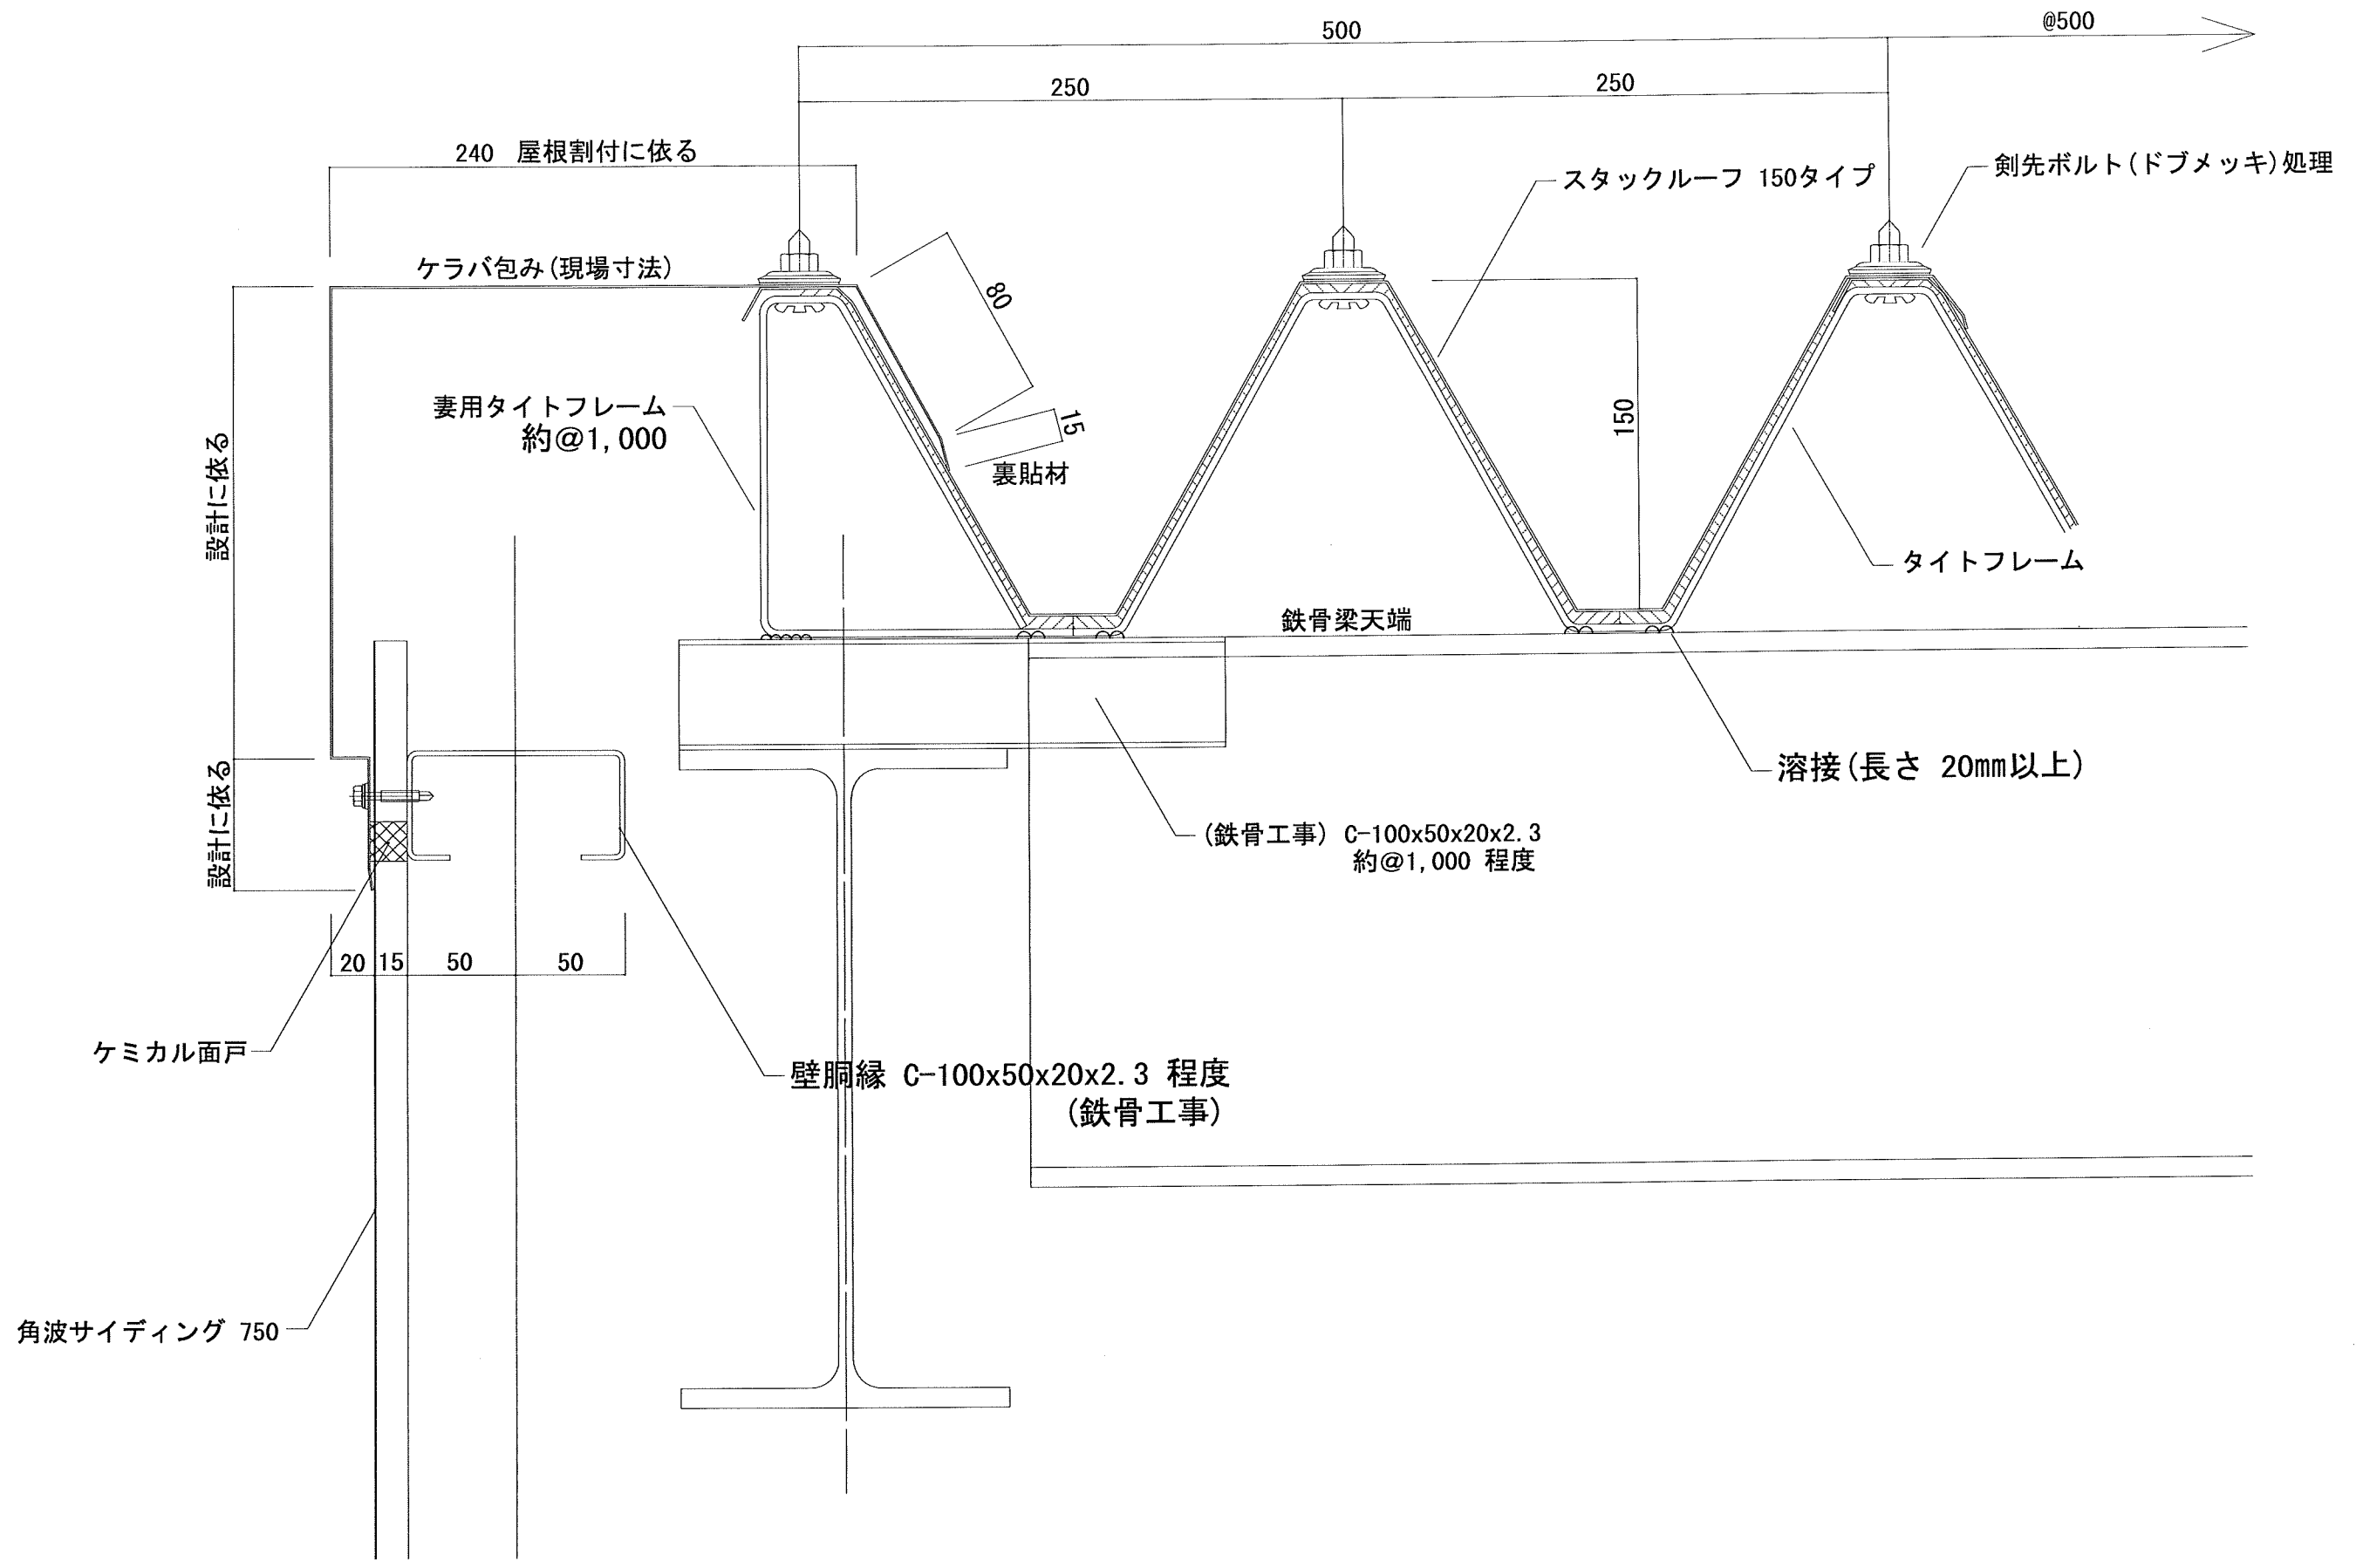 @500
500
250
250
240 屋根割付に依る
スタックルーフ 150タイプ
剣先ボルト(ドブメッキ)処理
ケラバ包み(現場寸法)
80
妻用タイトフレーム
約@1,000
15
裏貼材
150
設計に依る
タイトフレーム
鉄骨梁天端
設計に依る
溶接(長さ 20㎜以上)
(鉄骨工事) C-100x50x20x2.3
約@1,000 程度
20
15
50
50
ケミカル面戸
壁胴縁 C-100x50x20x2.3 程度
(鉄骨工事)
角波サイディング 750